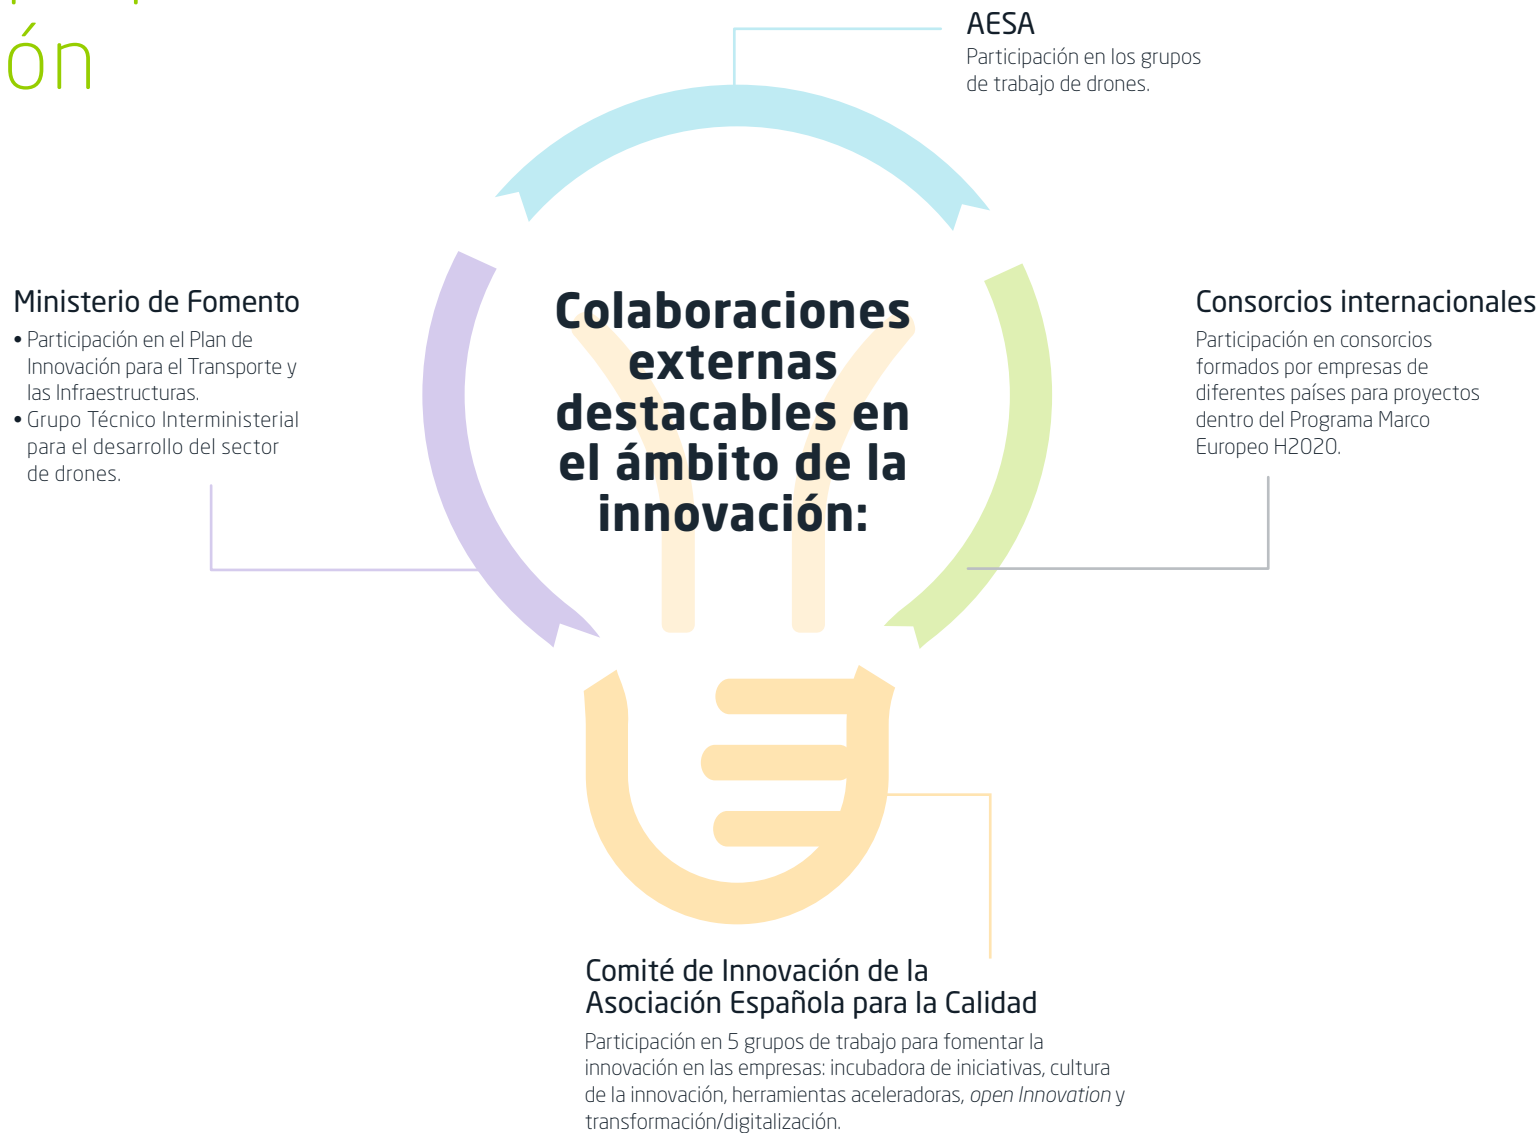 ón
AESA
Participación en los grupos
de trabajo de drones.
Ministerio de Fomento
• Participación en el Plan de
Innovación para el Transporte y
las Infraestructuras.
• Grupo Técnico Interministerial
para el desarrollo del sector
de drones.
Colaboraciones
externas
destacables en
el ámbito de la
innovación:
Consorcios internacionales
Participación en consorcios
formados por empresas de
diferentes países para proyectos
dentro del Programa Marco
Europeo H2020.
Comité de Innovación de la
Asociación Española para la Calidad
Participación en 5 grupos de trabajo para fomentar la
innovación en las empresas: incubadora de iniciativas, cultura
de la innovación, herramientas aceleradoras, open Innovation y
transformación/digitalización.